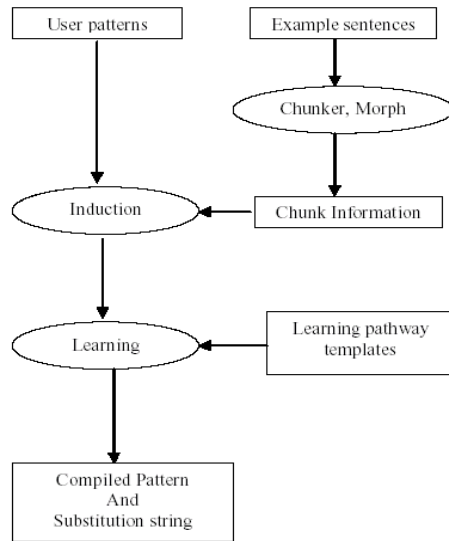 User patterns
Example sentences
Chunker, Morph
Induction
Chunk Information
Learning
Learning pathway
templates
Compiled Pattern
And
Substitution string